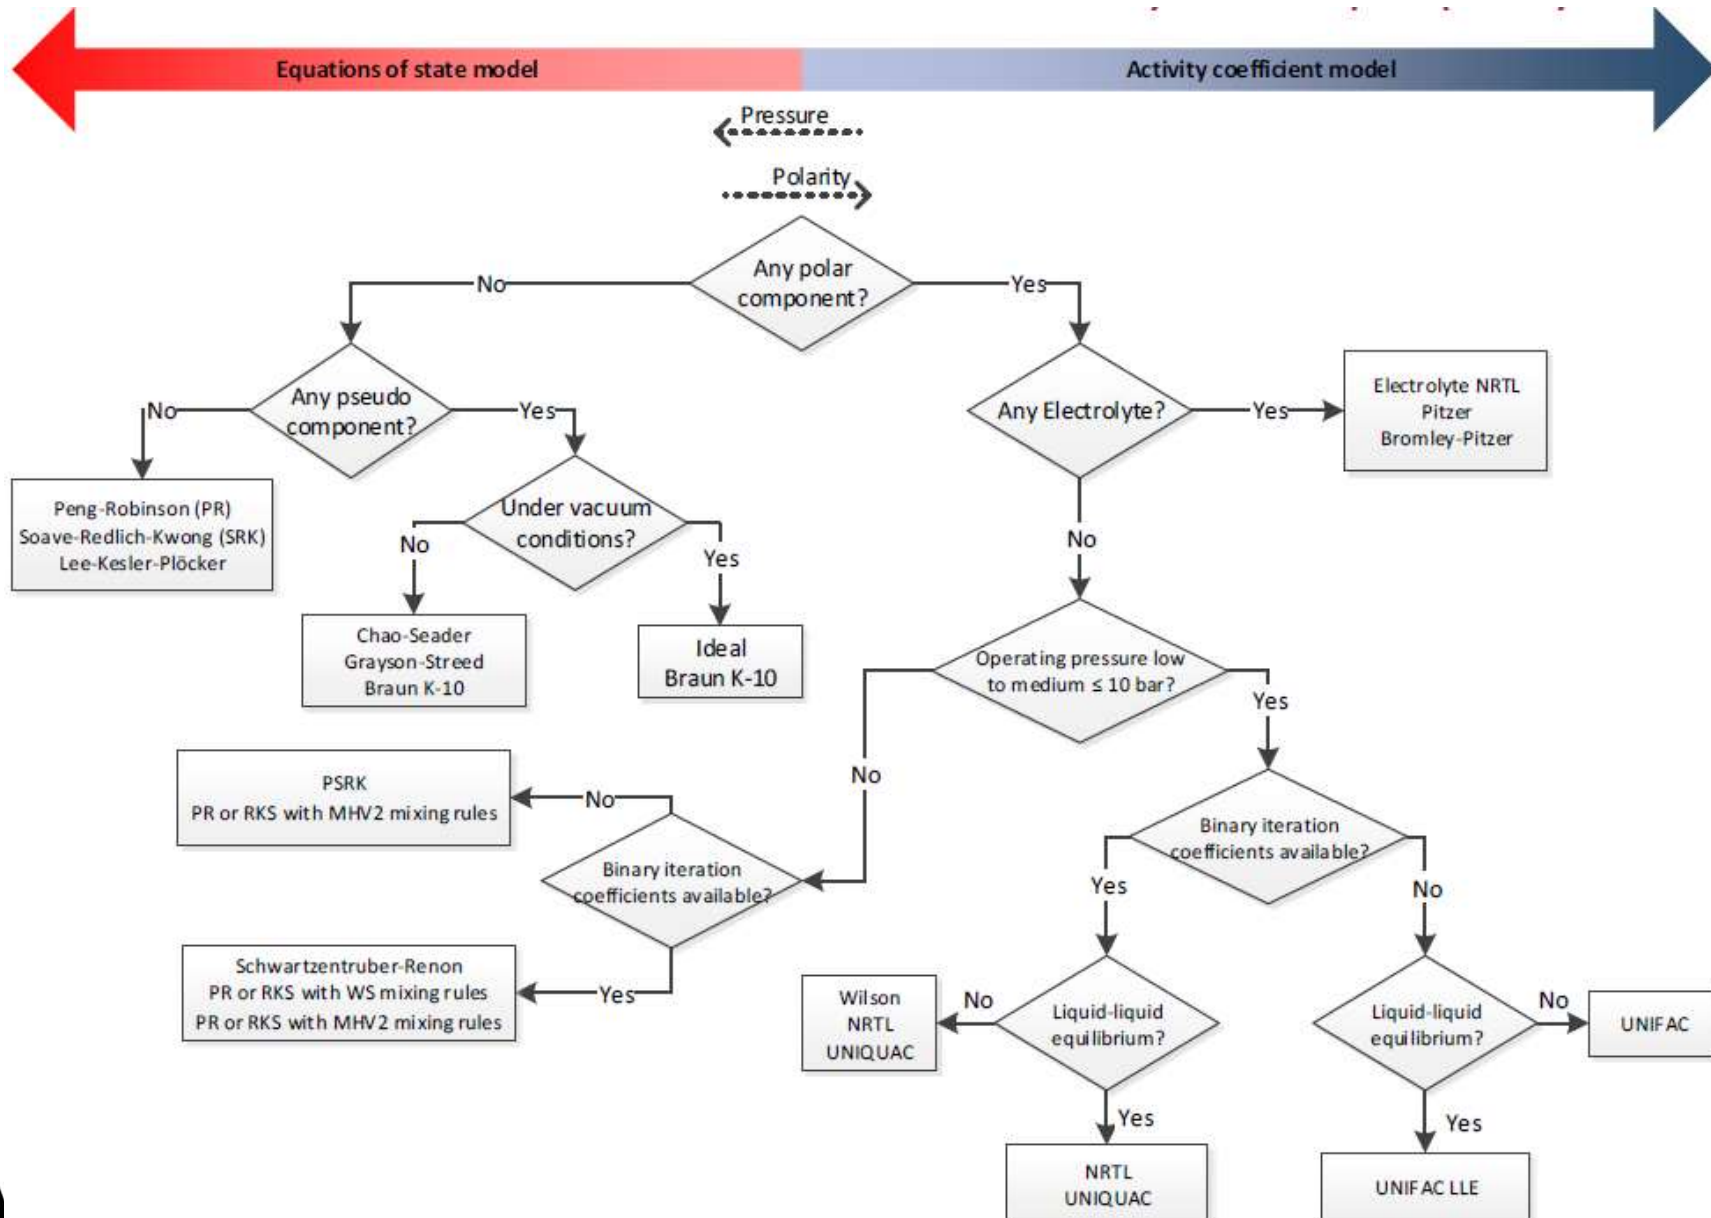 Equations of state model
Activity coefficient model
Pressure
Polarity
Any polar
component?
No
Yes
Any pseudo
component?
Any Electrolyte?
Yes
Electrolyte NRTL
Pitzer
Bromley-Pitzer
No
Yes
Peng-Robinson (PR)
Soave-Redlich-Kwong (SRK)
Lee-Kesler-Plöcker
Under vacuum
conditions?
No
Yes
No
Chao-Seader
Grayson-Streed
Braun K-10
Ideal
Braun K-10
Operating pressure low
to medium ≤ 10 bar?
No
Yes
PSRK
PR or RKS with MHV2 mixing rules
No
Binary iteration
coefficients available?
Yes
Schwartzentruber-Renon
PR or RKS with WS mixing rules
PR or RKS with MHV2 mixing rules
Binary iteration
coefficients available?
Yes
No
Wilson
NRTL
UNIQUAC
No
Liquid-liquid
equilibrium?
Liquid-liquid
equilibrium?
No
UNIFAC
Yes
Yes
NRTL
UNIQUAC
UNIFAC LLE